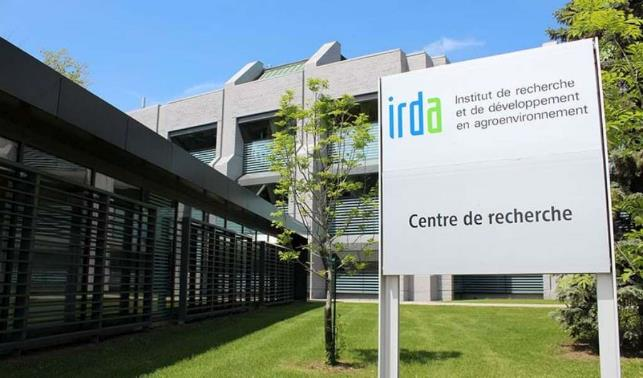 irda
Institut de recherche
et de développement
en agroenvironnement
Centre de recherche